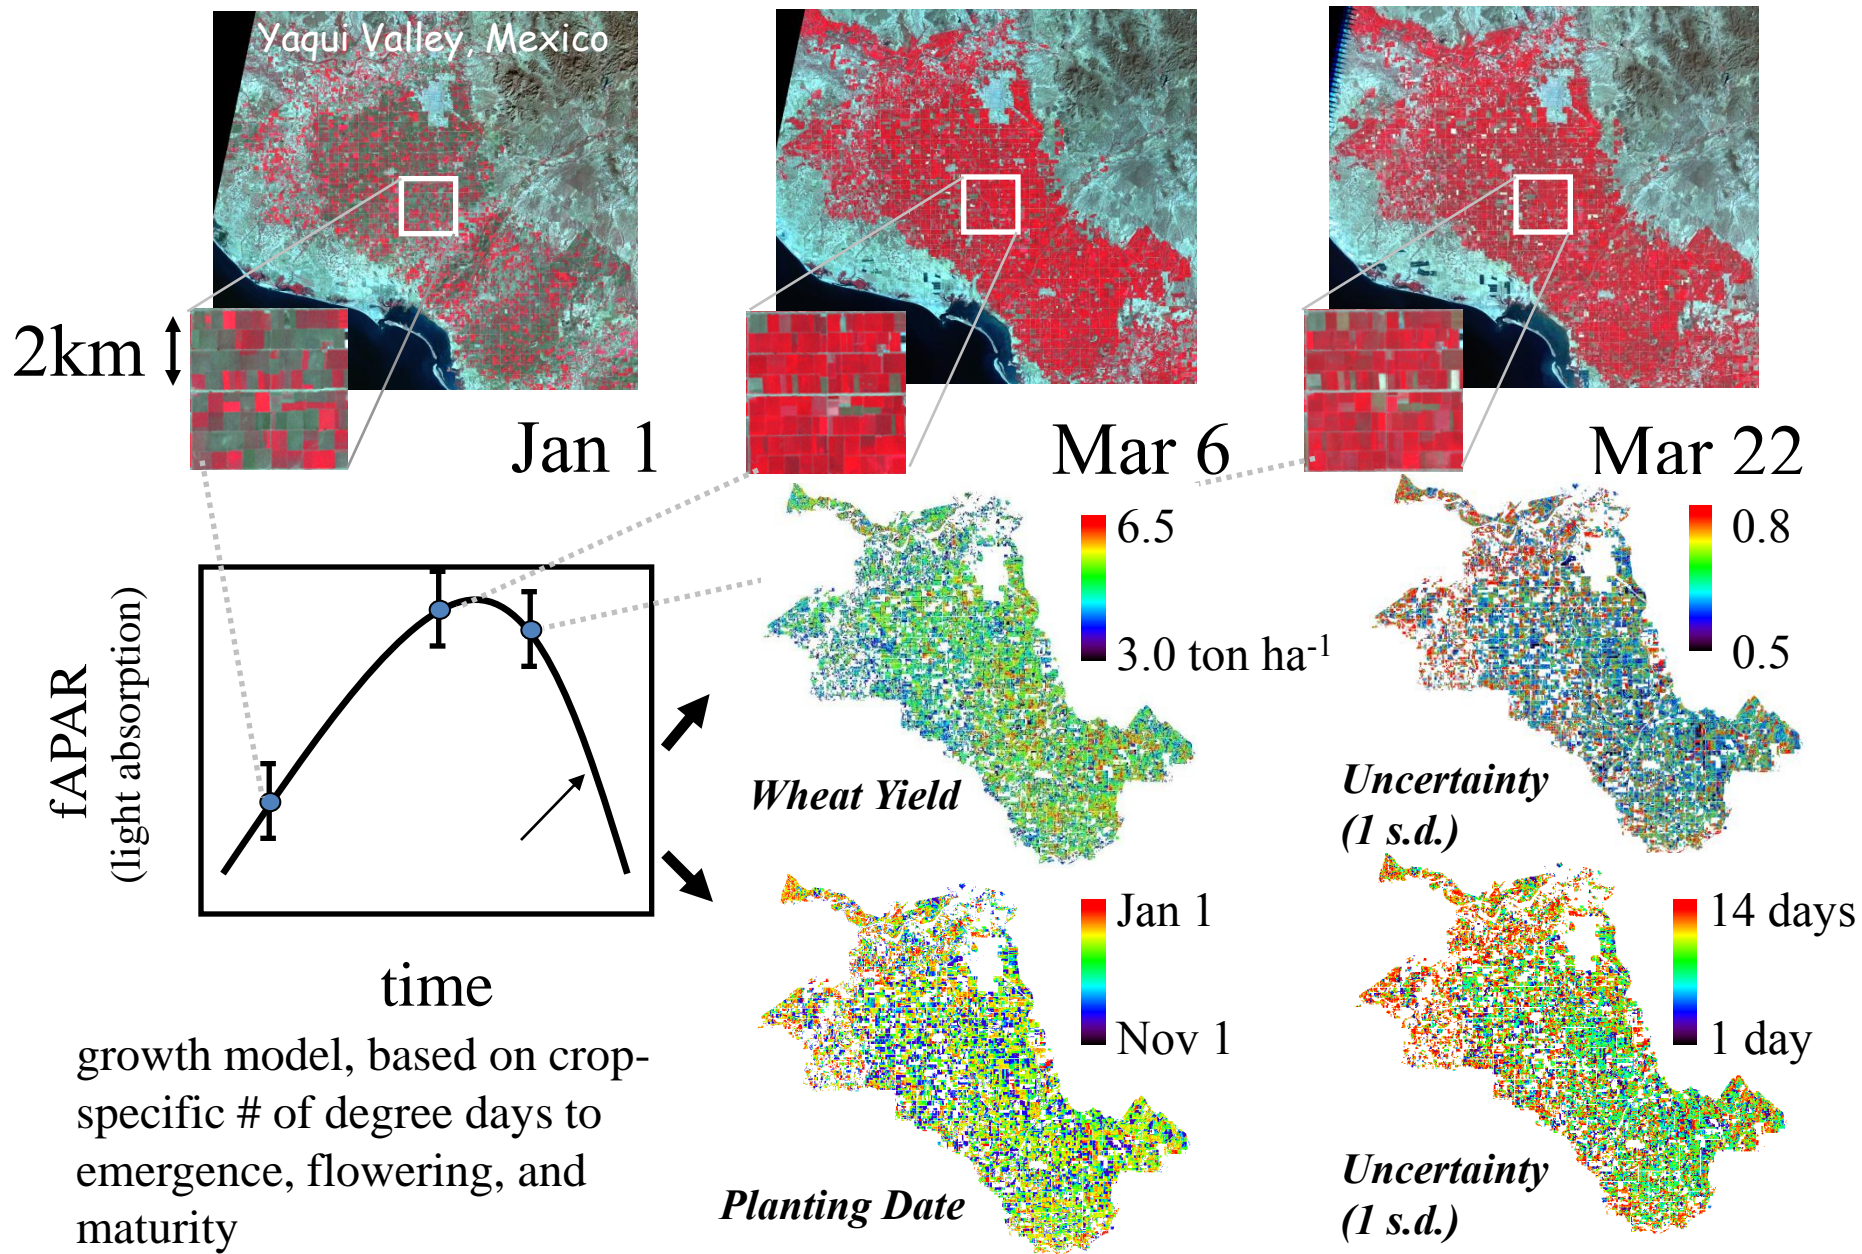 Yaqui Valley, Mexico
2km
Jan 1
Mar 6
Mar 22
6.5
3.0 ton ha-1
0.8
0.5
fAPAR
(light absorption)
Wheat Yield
Uncertainty
(1 s.d.)
time
growth model, based on crop-
specific # of degree days to
emergence, flowering, and
maturity
Jan 1
Nov 1
14 days
1 day
Planting Date
Uncertainty
(1 s.d.)